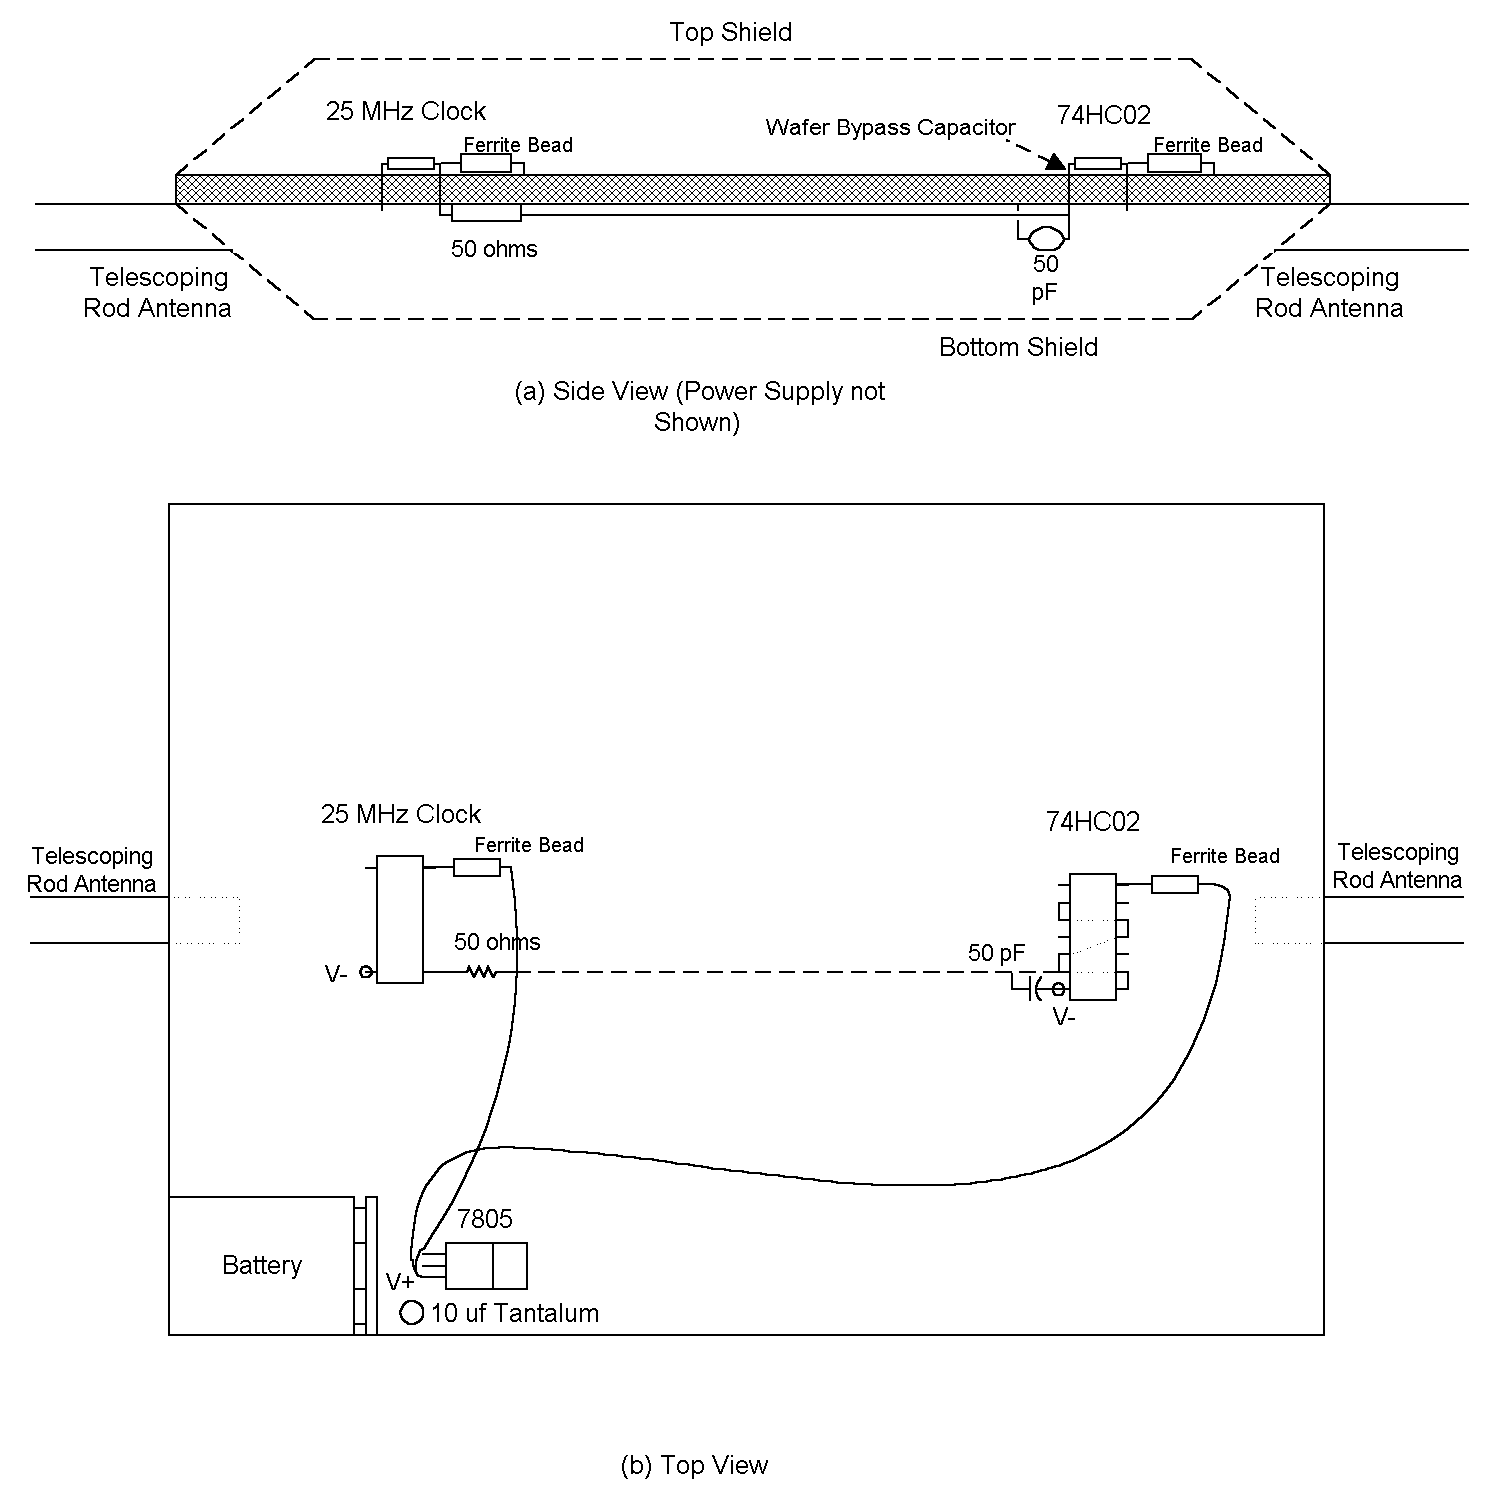 Top Shield
25 MHz Clock
Ferrite Bead
Wafer Bypass Capacitor
74HC02
Ferrite Bead
50 ohms
50
pF
Telescoping
Rod Antenna
Telescoping
Rod Antenna
Bottom Shield
(a) Side View (Power Supply not
Shown)
25 MHz Clock
74HC02
Ferrite Bead
Ferrite Bead
Telescoping
Rod Antenna
Telescoping
Rod Antenna
50 ohms
50 pF
V-
V-
7805
Battery
V+
10 uf Tantalum
(b) Top View